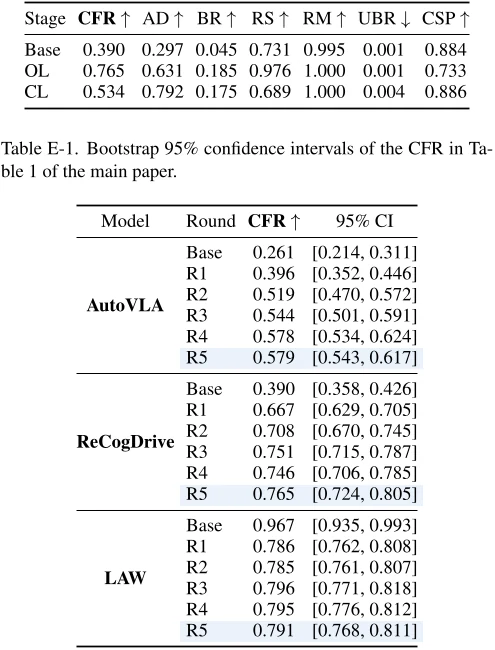 Stage CFR ↑ AD ↑ BR ↑ RS ↑ RM ↑ UBR ↓ CSP ↑
Base 0.390 0.297 0.045 0.731 0.995 0.001 0.884
OL 0.765 0.631 0.185 0.976 1.000 0.001 0.733
CL 0.534 0.792 0.175 0.689 1.000 0.004 0.886
Table E-1. Bootstrap 95% confidence intervals of the CFR in Ta-
ble 1 of the main paper.
Model Round CFR ↑ 95% CI
AutoVLA
Base 0.261 [0.214, 0.311]
R1 0.396 [0.352, 0.446]
R2 0.519 [0.470, 0.572]
R3 0.544 [0.501, 0.591]
R4 0.578 [0.534, 0.624]
R5 0.579 [0.543, 0.617]
ReCogDrive
Base 0.390 [0.358, 0.426]
R1 0.667 [0.629, 0.705]
R2 0.708 [0.670, 0.745]
R3 0.751 [0.715, 0.787]
R4 0.746 [0.706, 0.785]
R5 0.765 [0.724, 0.805]
LAW
Base 0.967 [0.935, 0.993]
R1 0.786 [0.762, 0.808]
R2 0.785 [0.761, 0.807]
R3 0.796 [0.771, 0.818]
R4 0.795 [0.776, 0.812]
R5 0.791 [0.768, 0.811]